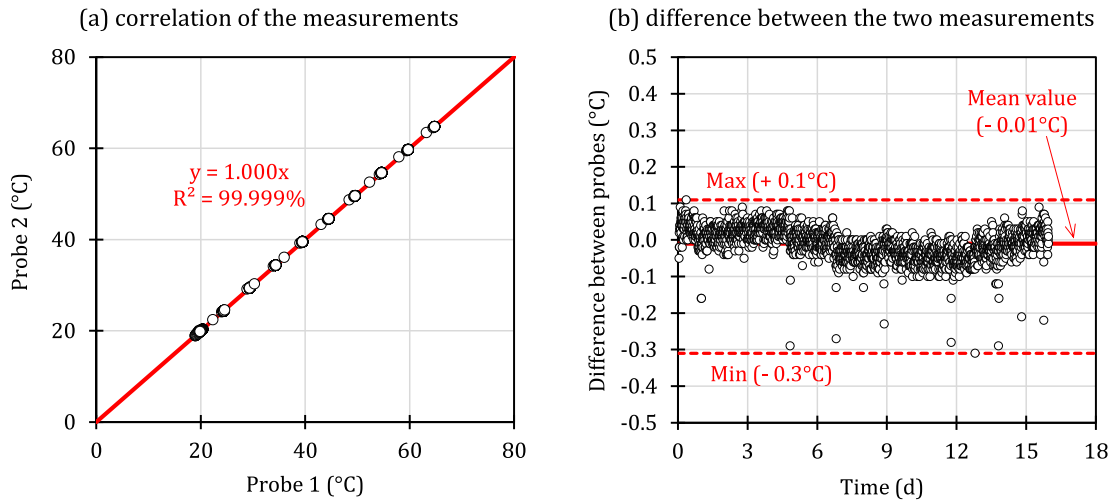 (a) correlation of the measurements
80
60
40
20
0
0
20
40
60
80
Probe 2 (°C)
Probe 1 (°C)
y = 1.000x
R² = 99.999%
(b) difference between the two measurements
0.5
0.4
0.3
0.2
0.1
0.0
-0.1
-0.2
-0.3
-0.4
-0.5
0
3
6
9
12
15
18
Difference between probes (°C)
Time (d)
Mean value
(- 0.01°C)
Max (+ 0.1°C)
Min (- 0.3°C)